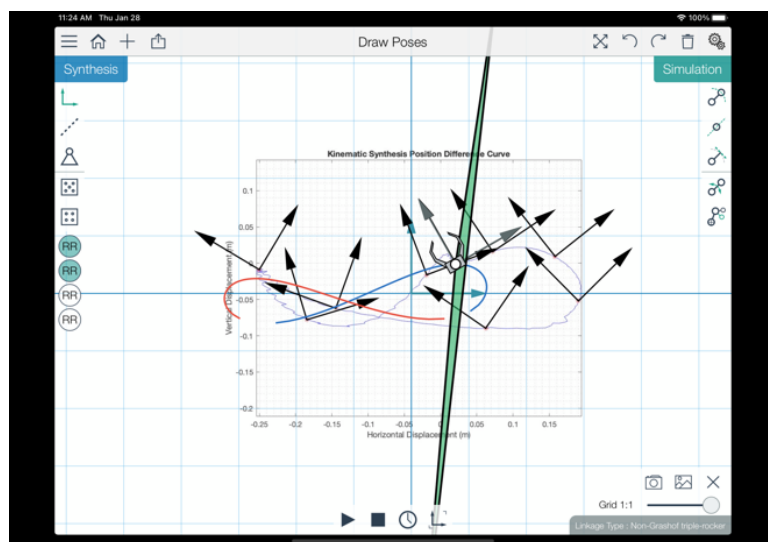 11:24 AM Thu Jan 28
100%
Draw Poses
Synthesis
Simulation
Kinematic Synthesis Position Difference Curve
0.1
0.05
0
-0.05
-0.1
-0.15
-0.2
Vertical Displacement (m)
-0.25 -0.2 -0.15 -0.1 -0.05 0 0.05 0.1 0.15
Horizontal Displacement (m)
RR
RR
RR
RR
Grid 1:1
Linkage Type : Non-Grashof triple-rocker